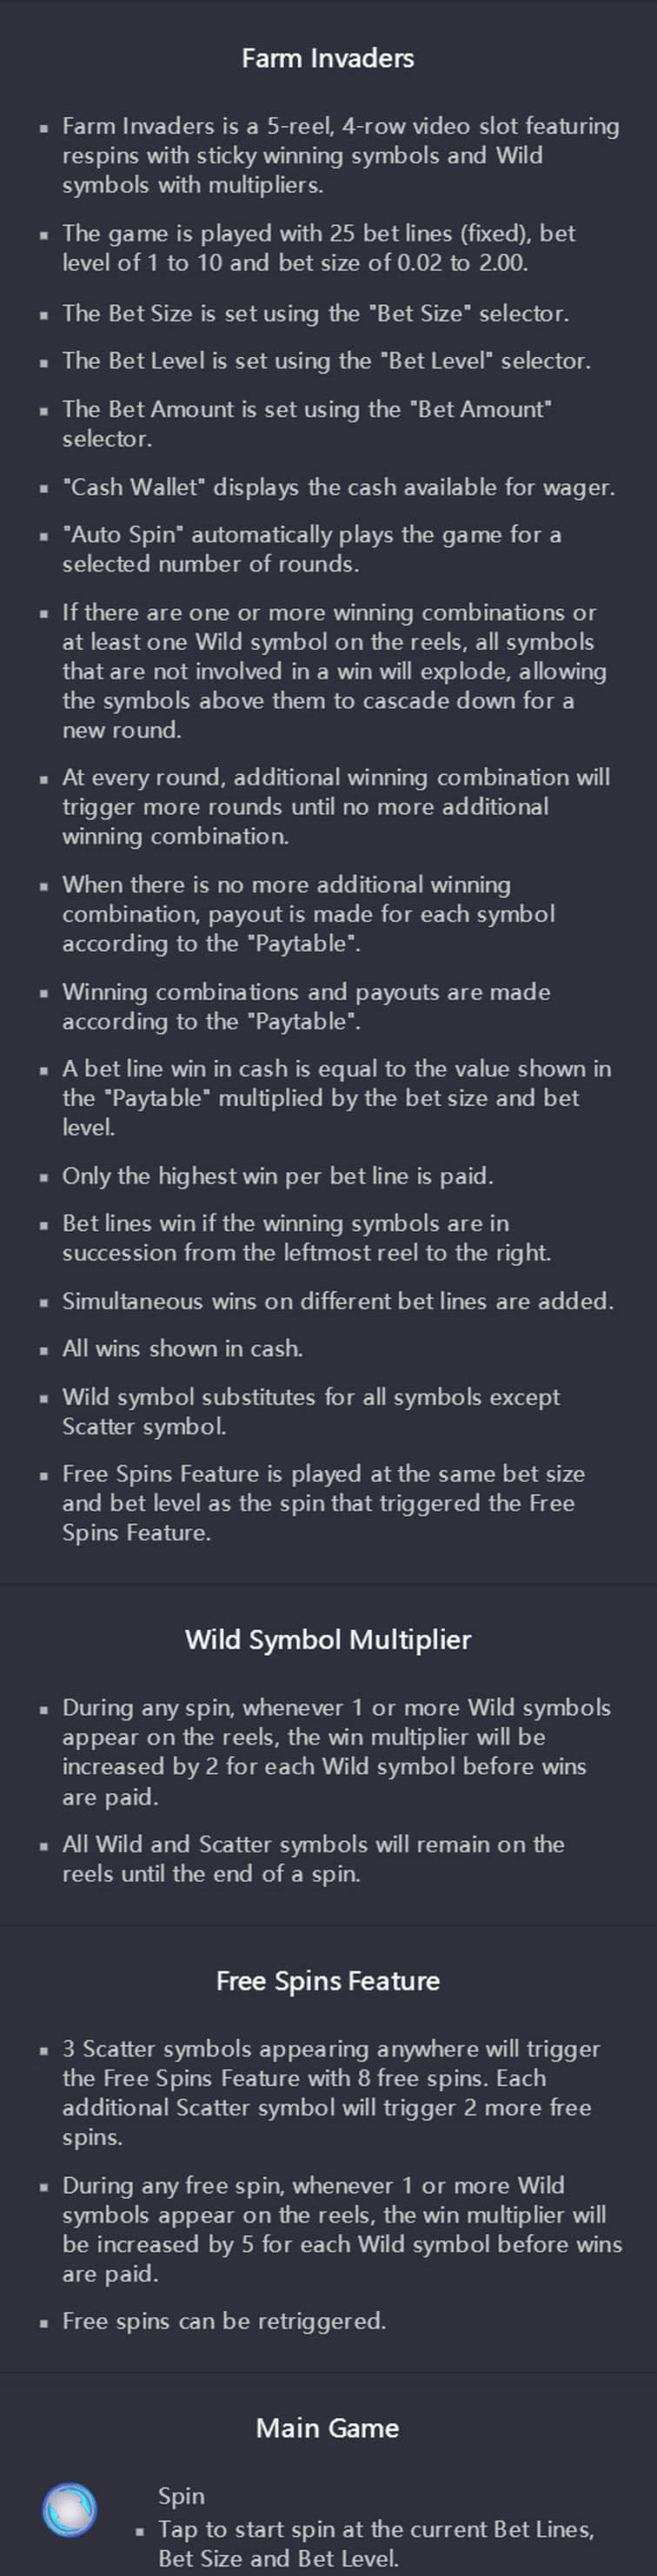 Farm Invaders
▪ Farm Invaders is a 5-reel, 4-row video slot featuring
respins with sticky winning symbols and Wild
symbols with multipliers.
▪ The game is played with 25 bet lines (fixed), bet
level of 1 to 10 and bet size of 0.02 to 2.00.
▪ The Bet Size is set using the "Bet Size" selector.
▪ The Bet Level is set using the "Bet Level" selector.
▪ The Bet Amount is set using the "Bet Amount"
selector.
▪ "Cash Wallet" displays the cash available for wager.
▪ "Auto Spin" automatically plays the game for a
selected number of rounds.
▪ If there are one or more winning combinations or
at least one Wild symbol on the reels, all symbols
that are not involved in a win will explode, allowing
the symbols above them to cascade down for a
new round.
▪ At every round, additional winning combination will
trigger more rounds until no more additional
winning combination.
▪ When there is no more additional winning
combination, payout is made for each symbol
according to the "Paytable".
▪ Winning combinations and payouts are made
according to the "Paytable".
▪ A bet line win in cash is equal to the value shown in
the "Paytable" multiplied by the bet size and bet
level.
▪ Only the highest win per bet line is paid.
▪ Bet lines win if the winning symbols are in
succession from the leftmost reel to the right.
▪ Simultaneous wins on different bet lines are added.
▪ All wins shown in cash.
▪ Wild symbol substitutes for all symbols except
Scatter symbol.
▪ Free Spins Feature is played at the same bet size
and bet level as the spin that triggered the Free
Spins Feature.
Wild Symbol Multiplier
▪ During any spin, whenever 1 or more Wild symbols
appear on the reels, the win multiplier will be
increased by 2 for each Wild symbol before wins
are paid.
▪ All Wild and Scatter symbols will remain on the
reels until the end of a spin.
Free Spins Feature
▪ 3 Scatter symbols appearing anywhere will trigger
the Free Spins Feature with 8 free spins. Each
additional Scatter symbol will trigger 2 more free
spins.
▪ During any free spin, whenever 1 or more Wild
symbols appear on the reels, the win multiplier will
be increased by 5 for each Wild symbol before wins
are paid.
▪ Free spins can be retriggered.
Main Game
Spin
▪ Tap to start spin at the current Bet Lines,
Bet Size and Bet Level.